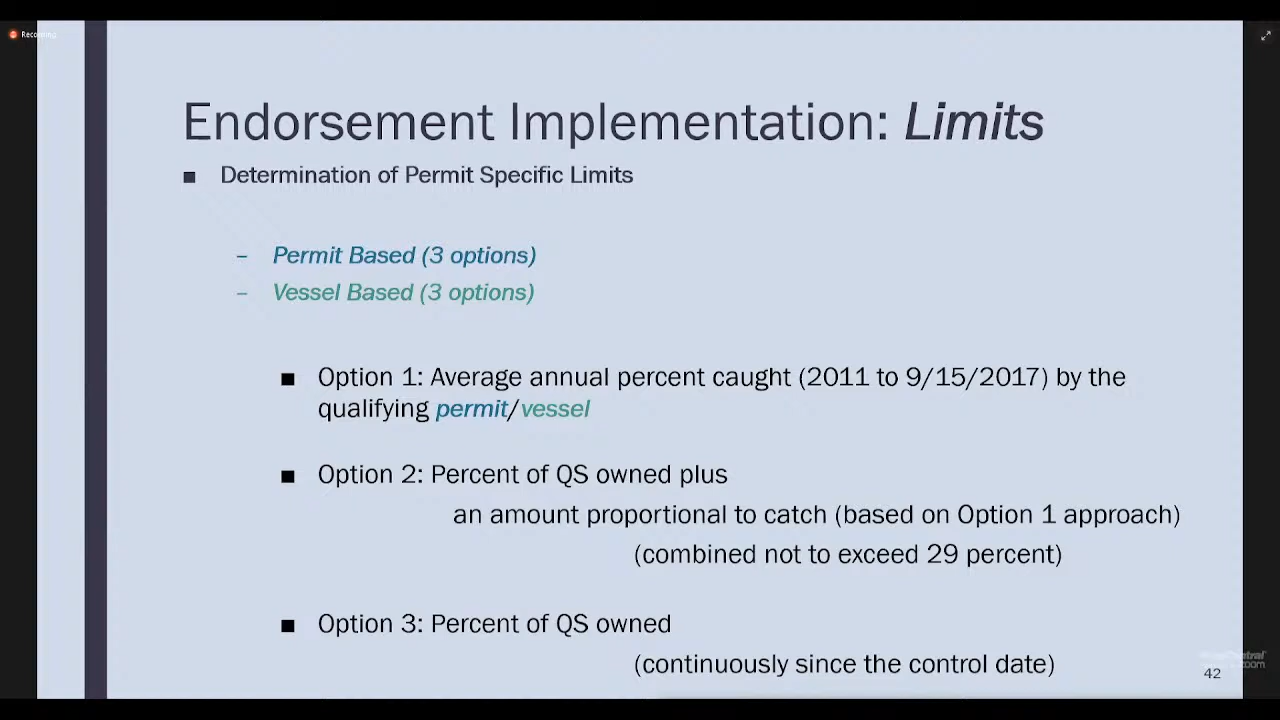 Recording
Endorsement Implementation: Limits
■ Determination of Permit Specific Limits
– Permit Based (3 options)
– Vessel Based (3 options)
■ Option 1: Average annual percent caught (2011 to 9/15/2017) by the
qualifying permit/vessel
■ Option 2: Percent of QS owned plus
an amount proportional to catch (based on Option 1 approach)
(combined not to exceed 29 percent)
■ Option 3: Percent of QS owned
(continuously since the control date)
zoom
42